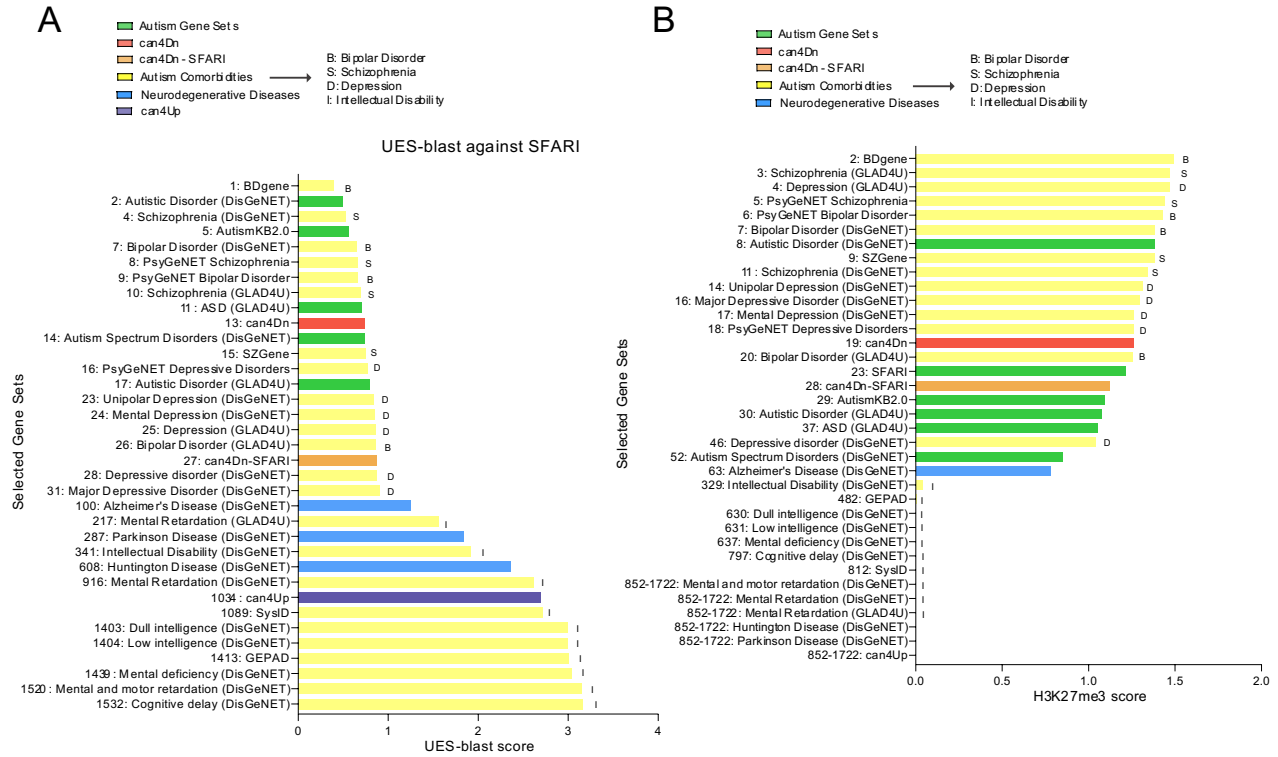 A
Autism Gene Sets
can4Dn
can4Dn - SFARI
Autism Comorbidities
Neurodegenerative Diseases
can4Up
B: Bipolar Disorder
S: Schizophrenia
D: Depression
I: Intellectual Disability
UES-blast against SFARI
Selected Gene Sets
1: BDgene B
2: Autistic Disorder (DisGeNET)
4: Schizophrenia (DisGeNET) S
5: AutismKB2.0
7: Bipolar Disorder (DisGeNET) B
8: PsyGeNET Schizophrenia S
9: PsyGeNET Bipolar Disorder B
10: Schizophrenia (GLAD4U) S
11: ASD (GLAD4U)
13: can4Dn
14: Autism Spectrum Disorders (DisGeNET)
15: SZGene S
16: PsyGeNET Depressive Disorders D
17: Autistic Disorder (GLAD4U)
23: Unipolar Depression (DisGeNET) D
24: Mental Depression (DisGeNET) D
25: Depression (GLAD4U) D
26: Bipolar Disorder (GLAD4U) B
27: can4Dn-SFARI
28: Depressive disorder (DisGeNET) D
31: Major Depressive Disorder (DisGeNET) D
100: Alzheimer's Disease (DisGeNET)
217: Mental Retardation (GLAD4U) I
287: Parkinson Disease (DisGeNET)
341: Intellectual Disability (DisGeNET) I
608: Huntington Disease (DisGeNET)
916: Mental Retardation (DisGeNET) I
1034: can4Up
1089: SysID I
1403: Dull intelligence (DisGeNET) I
1404: Low intelligence (DisGeNET) I
1413: GEPAD I
1439: Mental deficiency (DisGeNET) I
1520: Mental and motor retardation (DisGeNET) I
1532: Cognitive delay (DisGeNET) I
0 1 2 3 4
UES-blast score
B
Autism Gene Sets
can4Dn
can4Dn - SFARI
Autism Comorbidities
Neurodegenerative Diseases
B: Bipolar Disorder
S: Schizophrenia
D: Depression
I: Intellectual Disability
Selected Gene Sets
2: BDgene B
3: Schizophrenia (GLAD4U) S
4: Depression (GLAD4U) D
5: PsyGeNET Schizophrenia S
6: PsyGeNET Bipolar Disorder B
7: Bipolar Disorder (DisGeNET) B
8: Autistic Disorder (DisGeNET)
9: SZGene S
11: Schizophrenia (DisGeNET) S
14: Unipolar Depression (DisGeNET) D
16: Major Depressive Disorder (DisGeNET) D
17: Mental Depression (DisGeNET) D
18: PsyGeNET Depressive Disorders D
19: can4Dn
20: Bipolar Disorder (GLAD4U) B
23: SFARI
28: can4Dn-SFARI
29: AutismKB2.0
30: Autistic Disorder (GLAD4U)
37: ASD (GLAD4U)
46: Depressive disorder (DisGeNET) D
52: Autism Spectrum Disorders (DisGeNET)
63: Alzheimer's Disease (DisGeNET)
329: Intellectual Disability (DisGeNET) I
482: GEPAD I
630: Dull intelligence (DisGeNET) I
631: Low intelligence (DisGeNET) I
637: Mental deficiency (DisGeNET) I
797: Cognitive delay (DisGeNET) I
812: SysID I
852-1722: Mental and motor retardation (DisGeNET) I
852-1722: Mental Retardation (DisGeNET) I
852-1722: Mental Retardation (GLAD4U) I
852-1722: Huntington Disease (DisGeNET)
852-1722: Parkinson Disease (DisGeNET)
852-1722: can4Up
0.0 0.5 1.0 1.5 2.0
H3K27me3 score